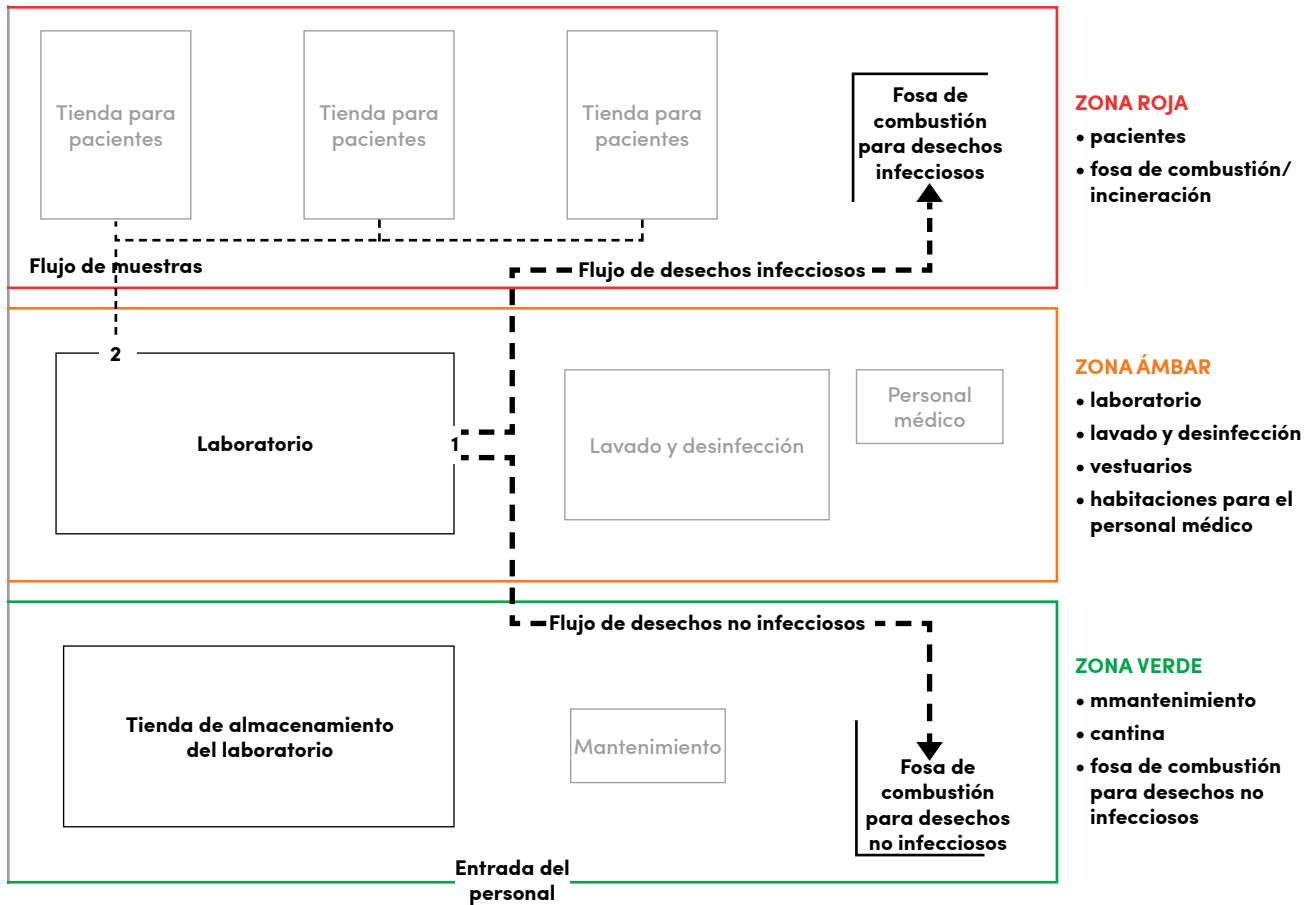 Tienda para
pacientes
Tienda para
pacientes
Tienda para
pacientes
Fosa de
combustión
para desechos
infecciosos
Flujo de muestras
Flujo de desechos infecciosos
ZONA ROJA
• pacientes
• fosa de combustión/
incineración
2
Laboratorio
1
Lavado y desinfección
Personal
médico
ZONA ÁMBAR
• laboratorio
• lavado y desinfección
• vestuarios
• habitaciones para el
personal médico
Flujo de desechos no infecciosos
Tienda de almacenamiento
del laboratorio
Mantenimiento
Fosa de
combustión
para desechos
no infecciosos
Entrada del
personal
ZONA VERDE
• mmantenimiento
• cantina
• fosa de combustión
para desechos no
infecciosos